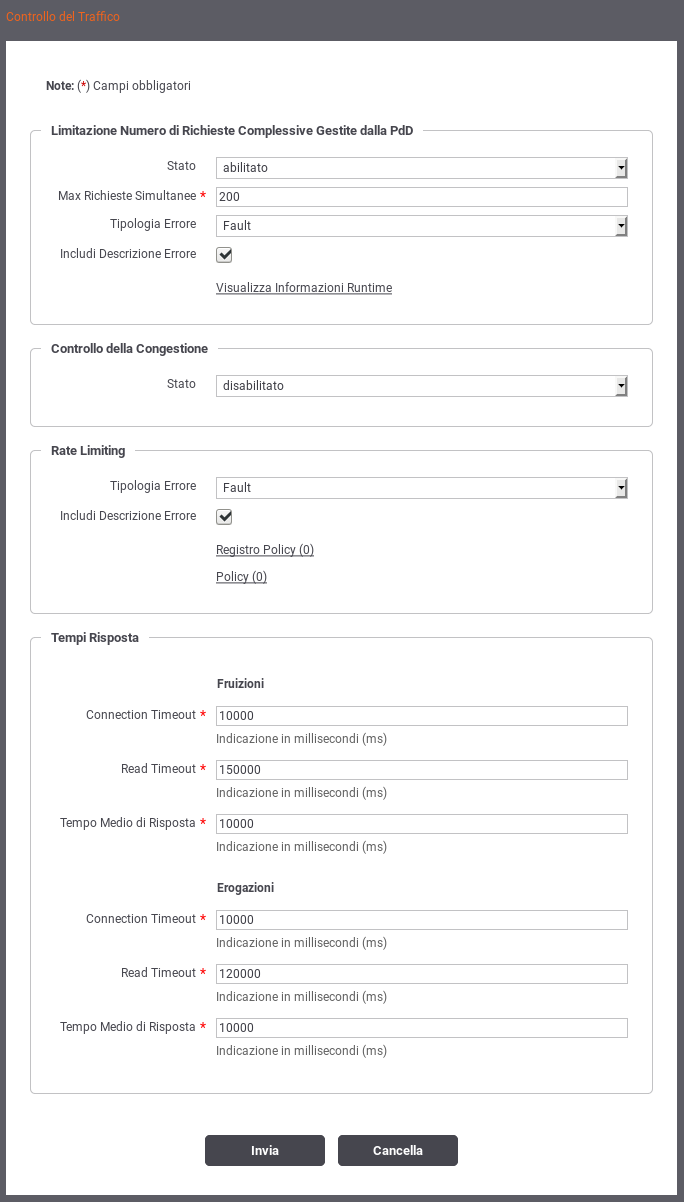 Controllo del Traffico
Note: (*) Campi obbligatori
Limitazione Numero di Richieste Complessive Gestite dalla PdD
Stato abilitato
Max Richieste Simultanee * 200
Tipologia Errore Fault
Includi Descrizione Errore
Visualizza Informazioni Runtime
Controllo della Congestione
Stato disabilitato
Rate Limiting
Tipologia Errore Fault
Includi Descrizione Errore
Registro Policy (0)
Policy (0)
Tempi Risposta
Fruizioni
Connection Timeout * 10000
Indicazione in millisecondi (ms)
Read Timeout * 150000
Indicazione in millisecondi (ms)
Tempo Medio di Risposta * 10000
Indicazione in millisecondi (ms)
Erogazioni
Connection Timeout * 10000
Indicazione in millisecondi (ms)
Read Timeout * 120000
Indicazione in millisecondi (ms)
Tempo Medio di Risposta * 10000
Indicazione in millisecondi (ms)
Invia Cancella